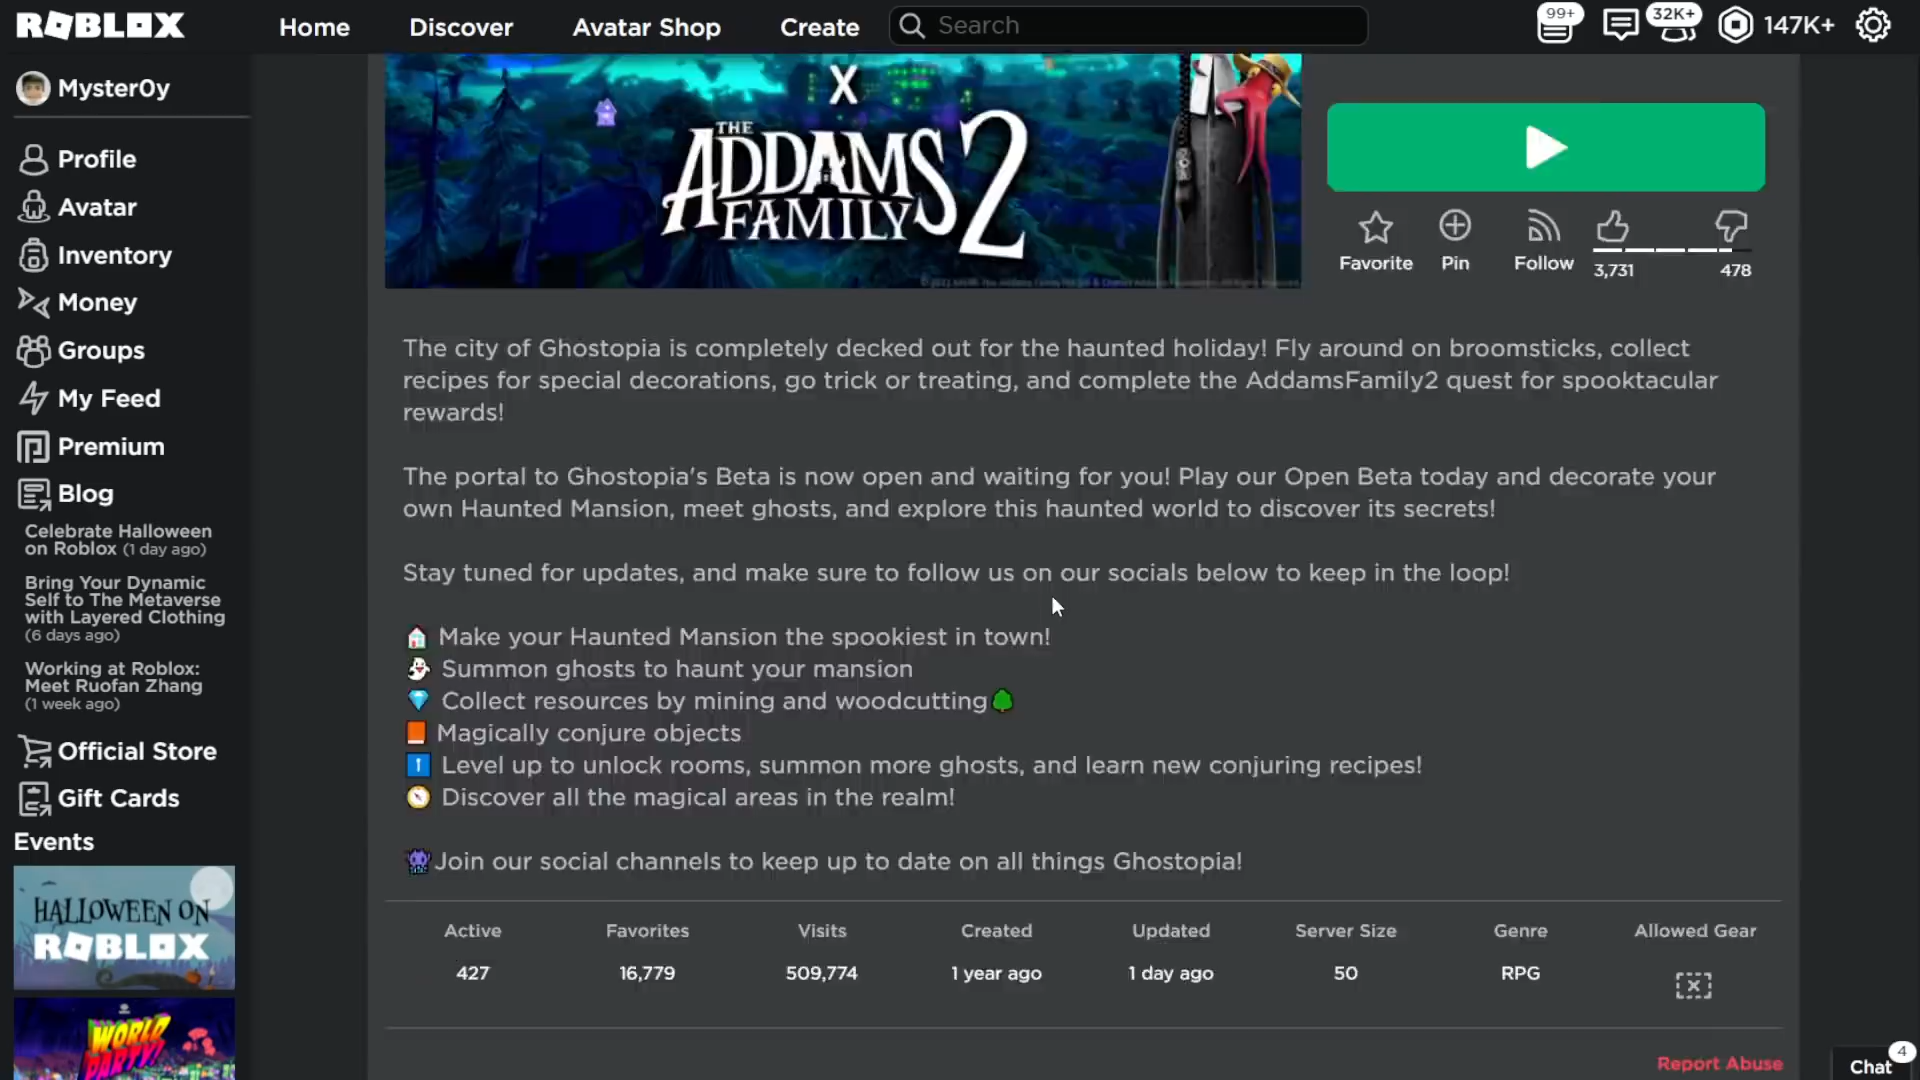 ROBLOX
Home
Discover
Avatar Shop
Create
Search
99+
32K+
147K+
Myster0y
Profile
Avatar
Inventory
Money
Groups
My Feed
Premium
Blog
Celebrate Halloween
on Roblox (1 day ago)
Bring Your Dynamic
Self to The Metaverse
with Layered Clothing
(6 days ago)
Working at Roblox:
Meet Ruofan Zhang
(1 week ago)
Official Store
Gift Cards
Events
HALLOWEEN ON
ROBLOX
WORLD
PARTY!
X
THE
ADDAMS
FAMILY 2
Favorite
Pin
Follow
3,731
478
The city of Ghostopia is completely decked out for the haunted holiday! Fly around on broomsticks, collect
recipes for special decorations, go trick or treating, and complete the AddamsFamily2 quest for spooktacular
rewards!
The portal to Ghostopia's Beta is now open and waiting for you! Play our Open Beta today and decorate your
own Haunted Mansion, meet ghosts, and explore this haunted world to discover its secrets!
Stay tuned for updates, and make sure to follow us on our socials below to keep in the loop!
Make your Haunted Mansion the spookiest in town!
Summon ghosts to haunt your mansion
Collect resources by mining and woodcutting
Magically conjure objects
Level up to unlock rooms, summon more ghosts, and learn new conjuring recipes!
Discover all the magical areas in the realm!
Join our social channels to keep up to date on all things Ghostopia!
Active
Favorites
Visits
Created
Updated
Server Size
Genre
Allowed Gear
427
16,779
509,774
1 year ago
1 day ago
50
RPG
Report Abuse
Chat
4